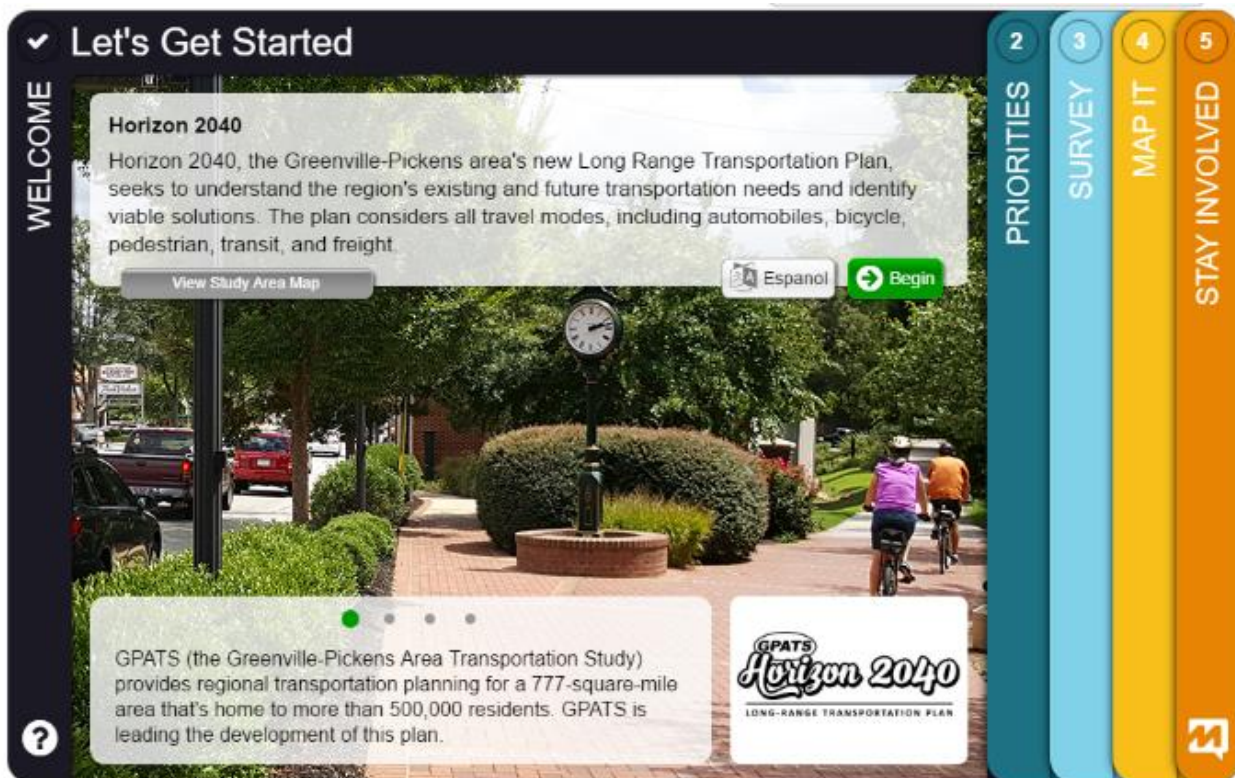 Let's Get Started
WELCOME
Horizon 2040
Horizon 2040, the Greenville-Pickens area's new Long Range Transportation Plan,
seeks to understand the region's existing and future transportation needs and identify
viable solutions. The plan considers all travel modes, including automobiles, bicycle,
pedestrian, transit, and freight.
View Study Area Map
Espanol
Begin
GPATS (the Greenville-Pickens Area Transportation Study)
provides regional transportation planning for a 777-square-mile
area that's home to more than 500,000 residents. GPATS is
leading the development of this plan.
GPATS
Horizon 2040
LONG-RANGE TRANSPORTATION PLAN
?
2
PRIORITIES
3
SURVEY
4
MAP IT
5
STAY INVOLVED